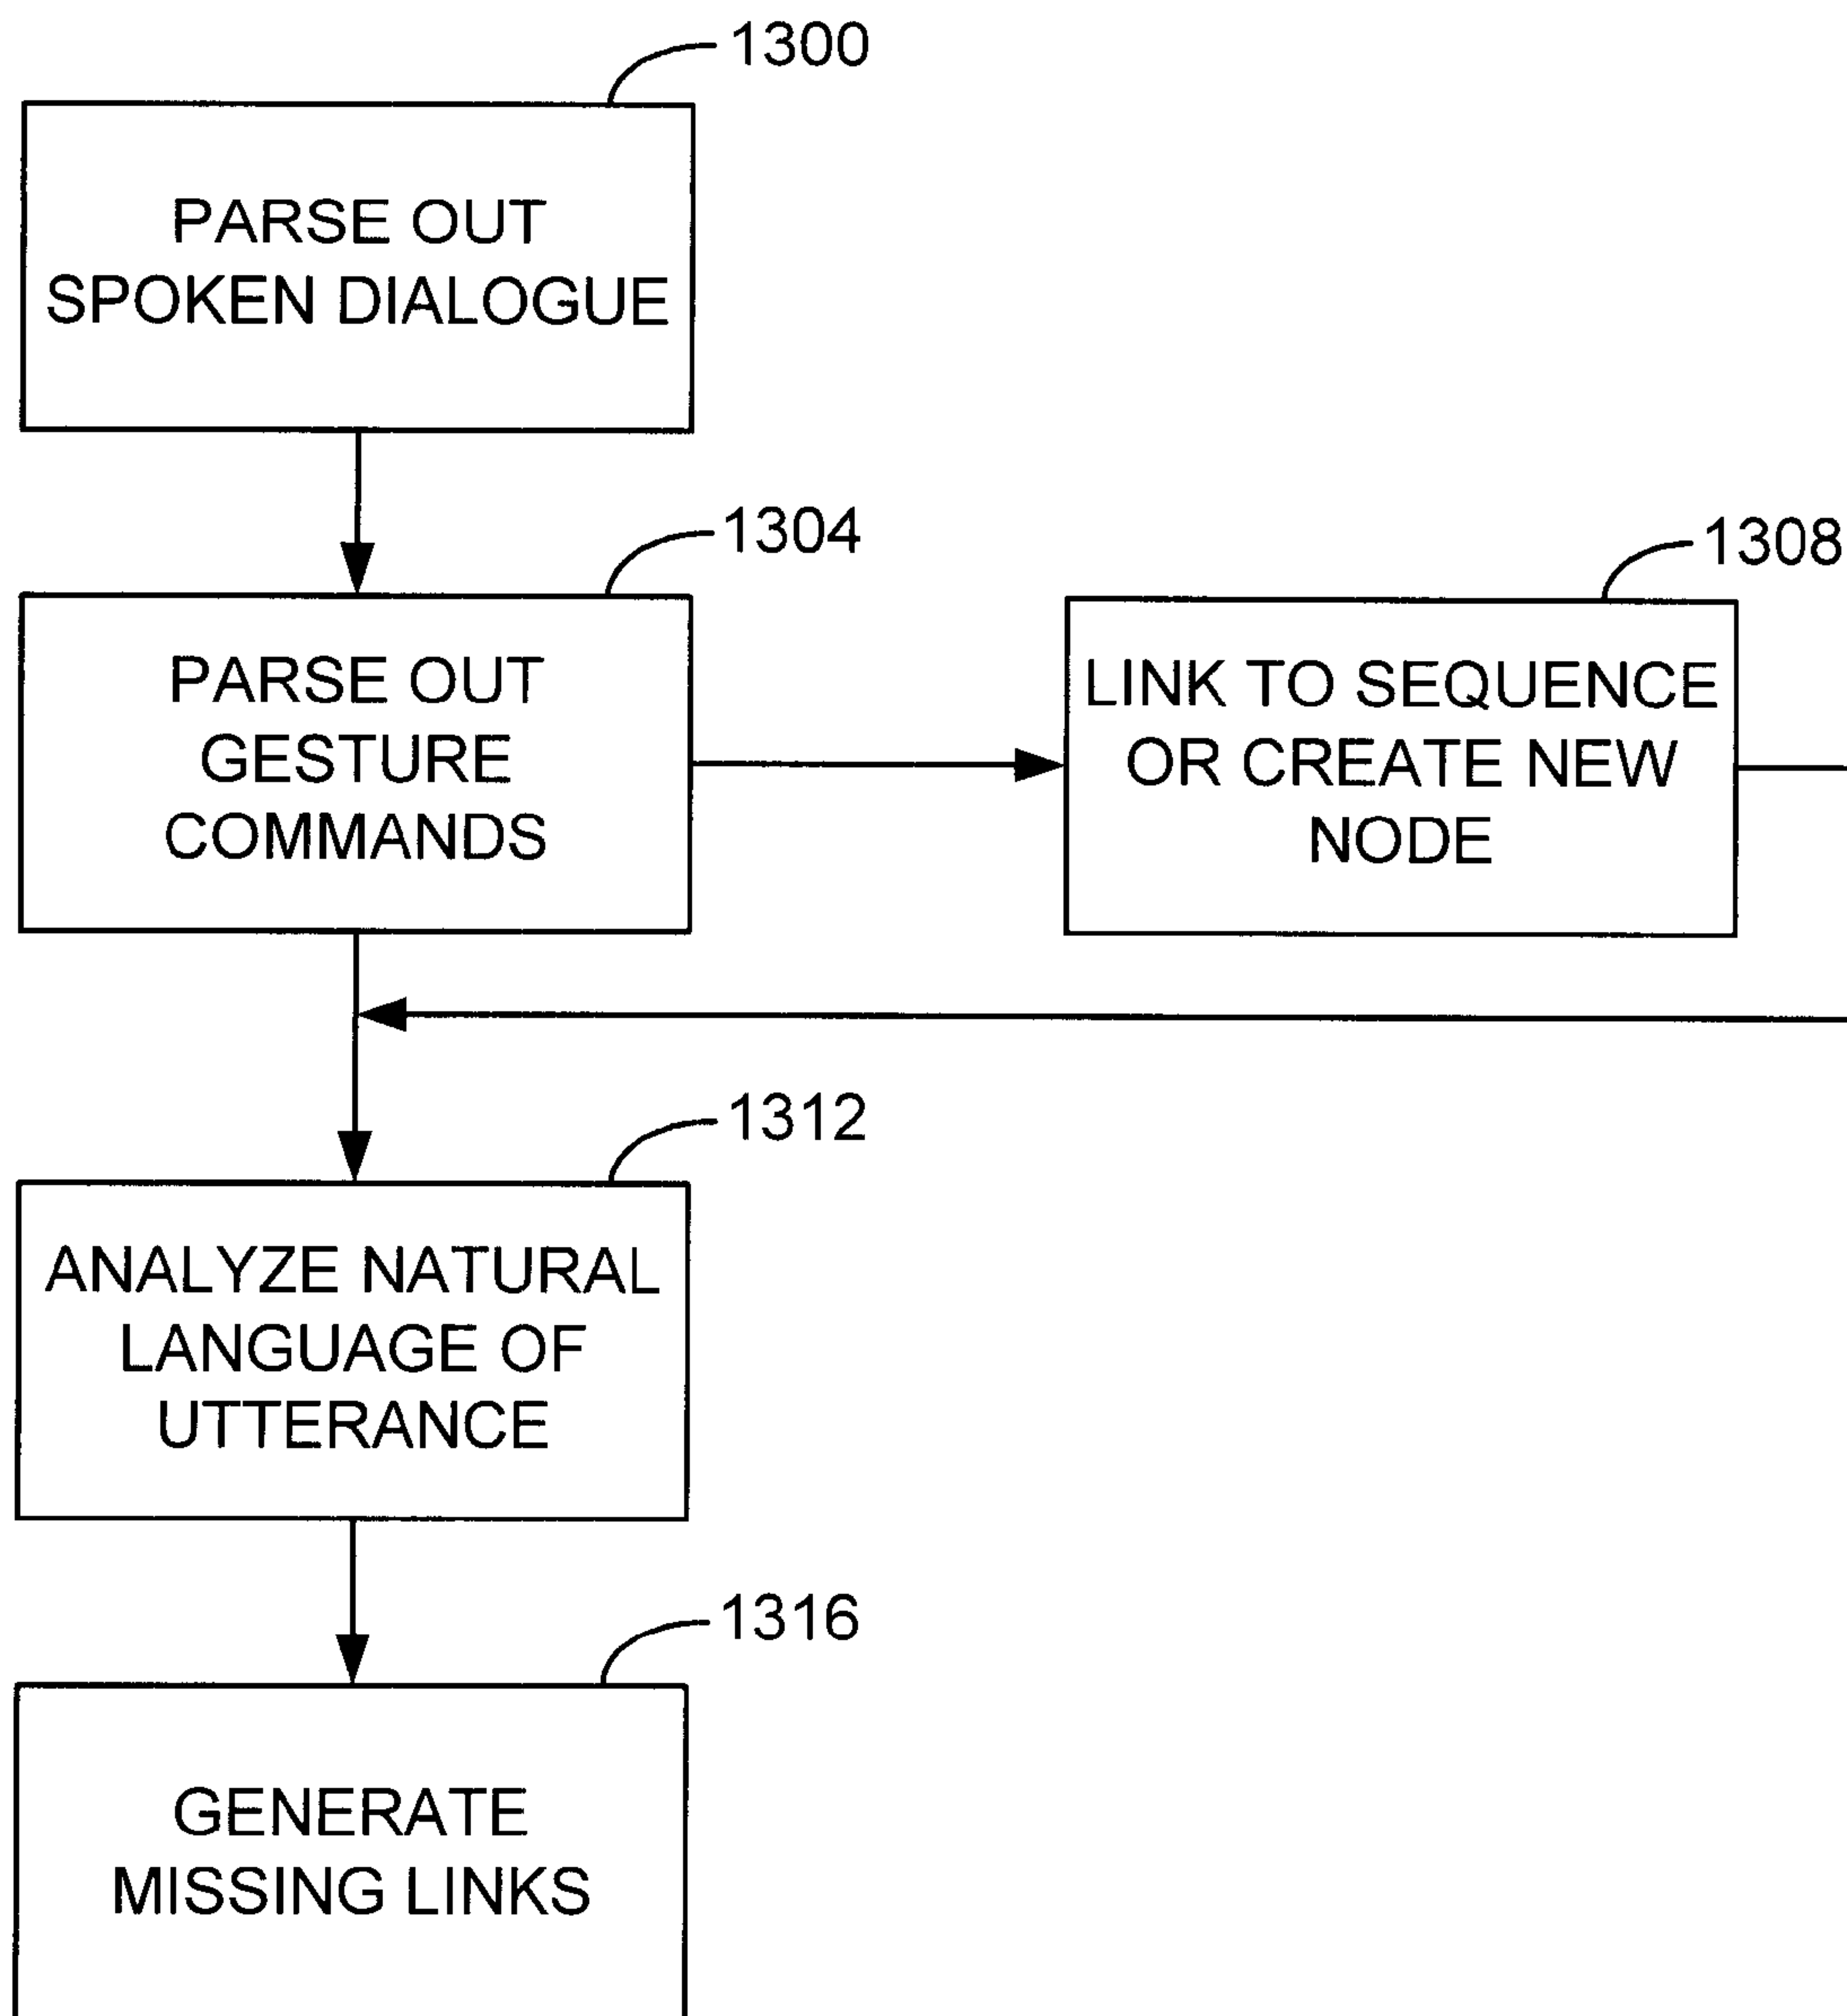 1300
PARSE OUT
SPOKEN DIALOGUE
1304
PARSE OUT
GESTURE
COMMANDS
1308
LINK TO SEQUENCE
OR CREATE NEW
NODE
1312
ANALYZE NATURAL
LANGUAGE OF
UTTERANCE
1316
GENERATE
MISSING LINKS